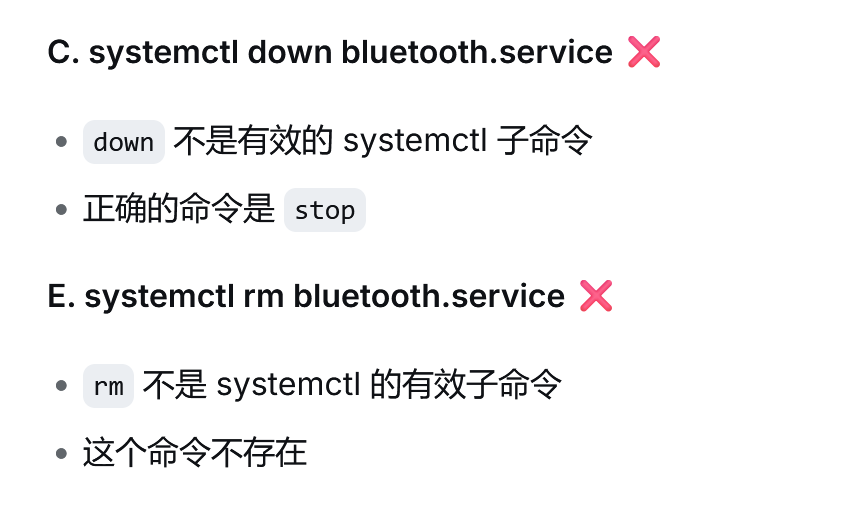 C. systemctl down bluetooth.service ❌
• down 不是有效的 systemctl 子命令
• 正确的命令是 stop
E. systemctl rm bluetooth.service ❌
• rm 不是 systemctl 的有效子命令
• 这个命令不存在